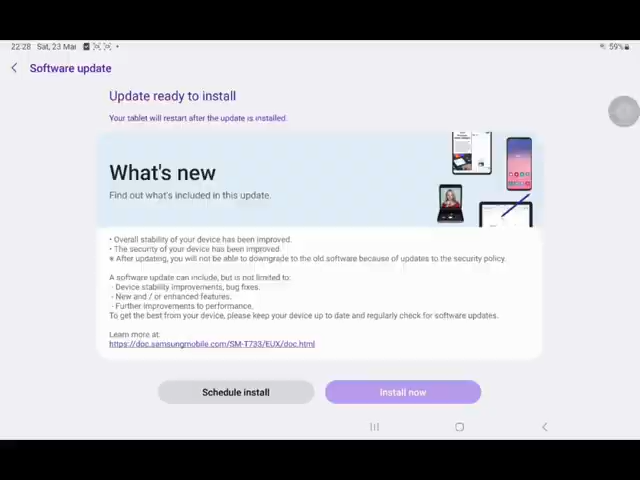 22:28 Sat, 23 Mar
59%
Software update
Update ready to install
Your tablet will restart after the update is installed.
What's new
Find out what's included in this update.
• Overall stability of your device has been improved.
• The security of your device has been improved.
※ After updating, you will not be able to downgrade to the old software because of updates to the security policy.
A software update can include, but is not limited to:
- Device stability improvements, bug fixes.
- New and / or enhanced features.
- Further improvements to performance.
To get the best from your device, please keep your device up to date and regularly check for software updates.
Learn more at:
https://doc.samsungmobile.com/SM-T733/EUX/doc.html
Schedule install
Install now